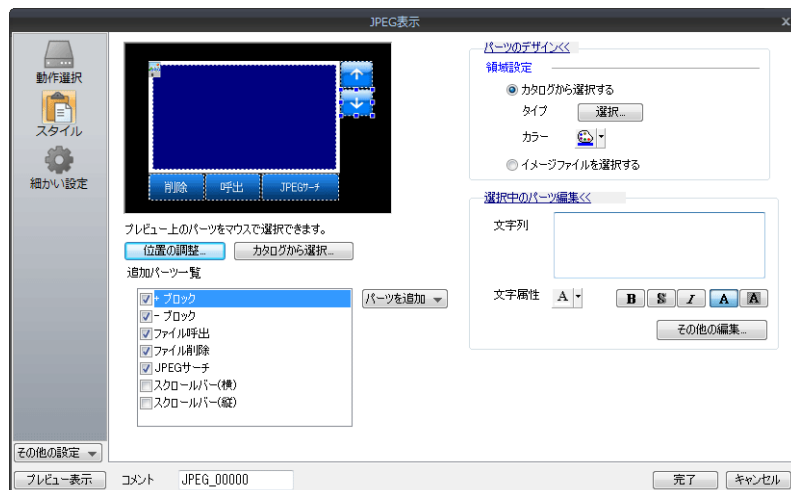 JPEG表示
動作選択
スタイル
細かい設定
その他の設定
プレビュー表示
削除
呼出
JPEGサーチ
プレビュー上のパーツをマウスで選択できます。
位置の調整...
カタログから選択...
追加パーツ一覧
+ ブロック
- ブロック
ファイル呼出
ファイル削除
JPEGサーチ
スクロールバー(横)
スクロールバー(縦)
パーツを追加
パーツのデザイン<<
領域設定
カタログから選択する
タイプ
選択...
カラー
イメージファイルを選択する
選択中のパーツ編集<<
文字列
文字属性
A
B
S
I
A
A
その他の編集...
コメント
JPEG_00000
完了
キャンセル